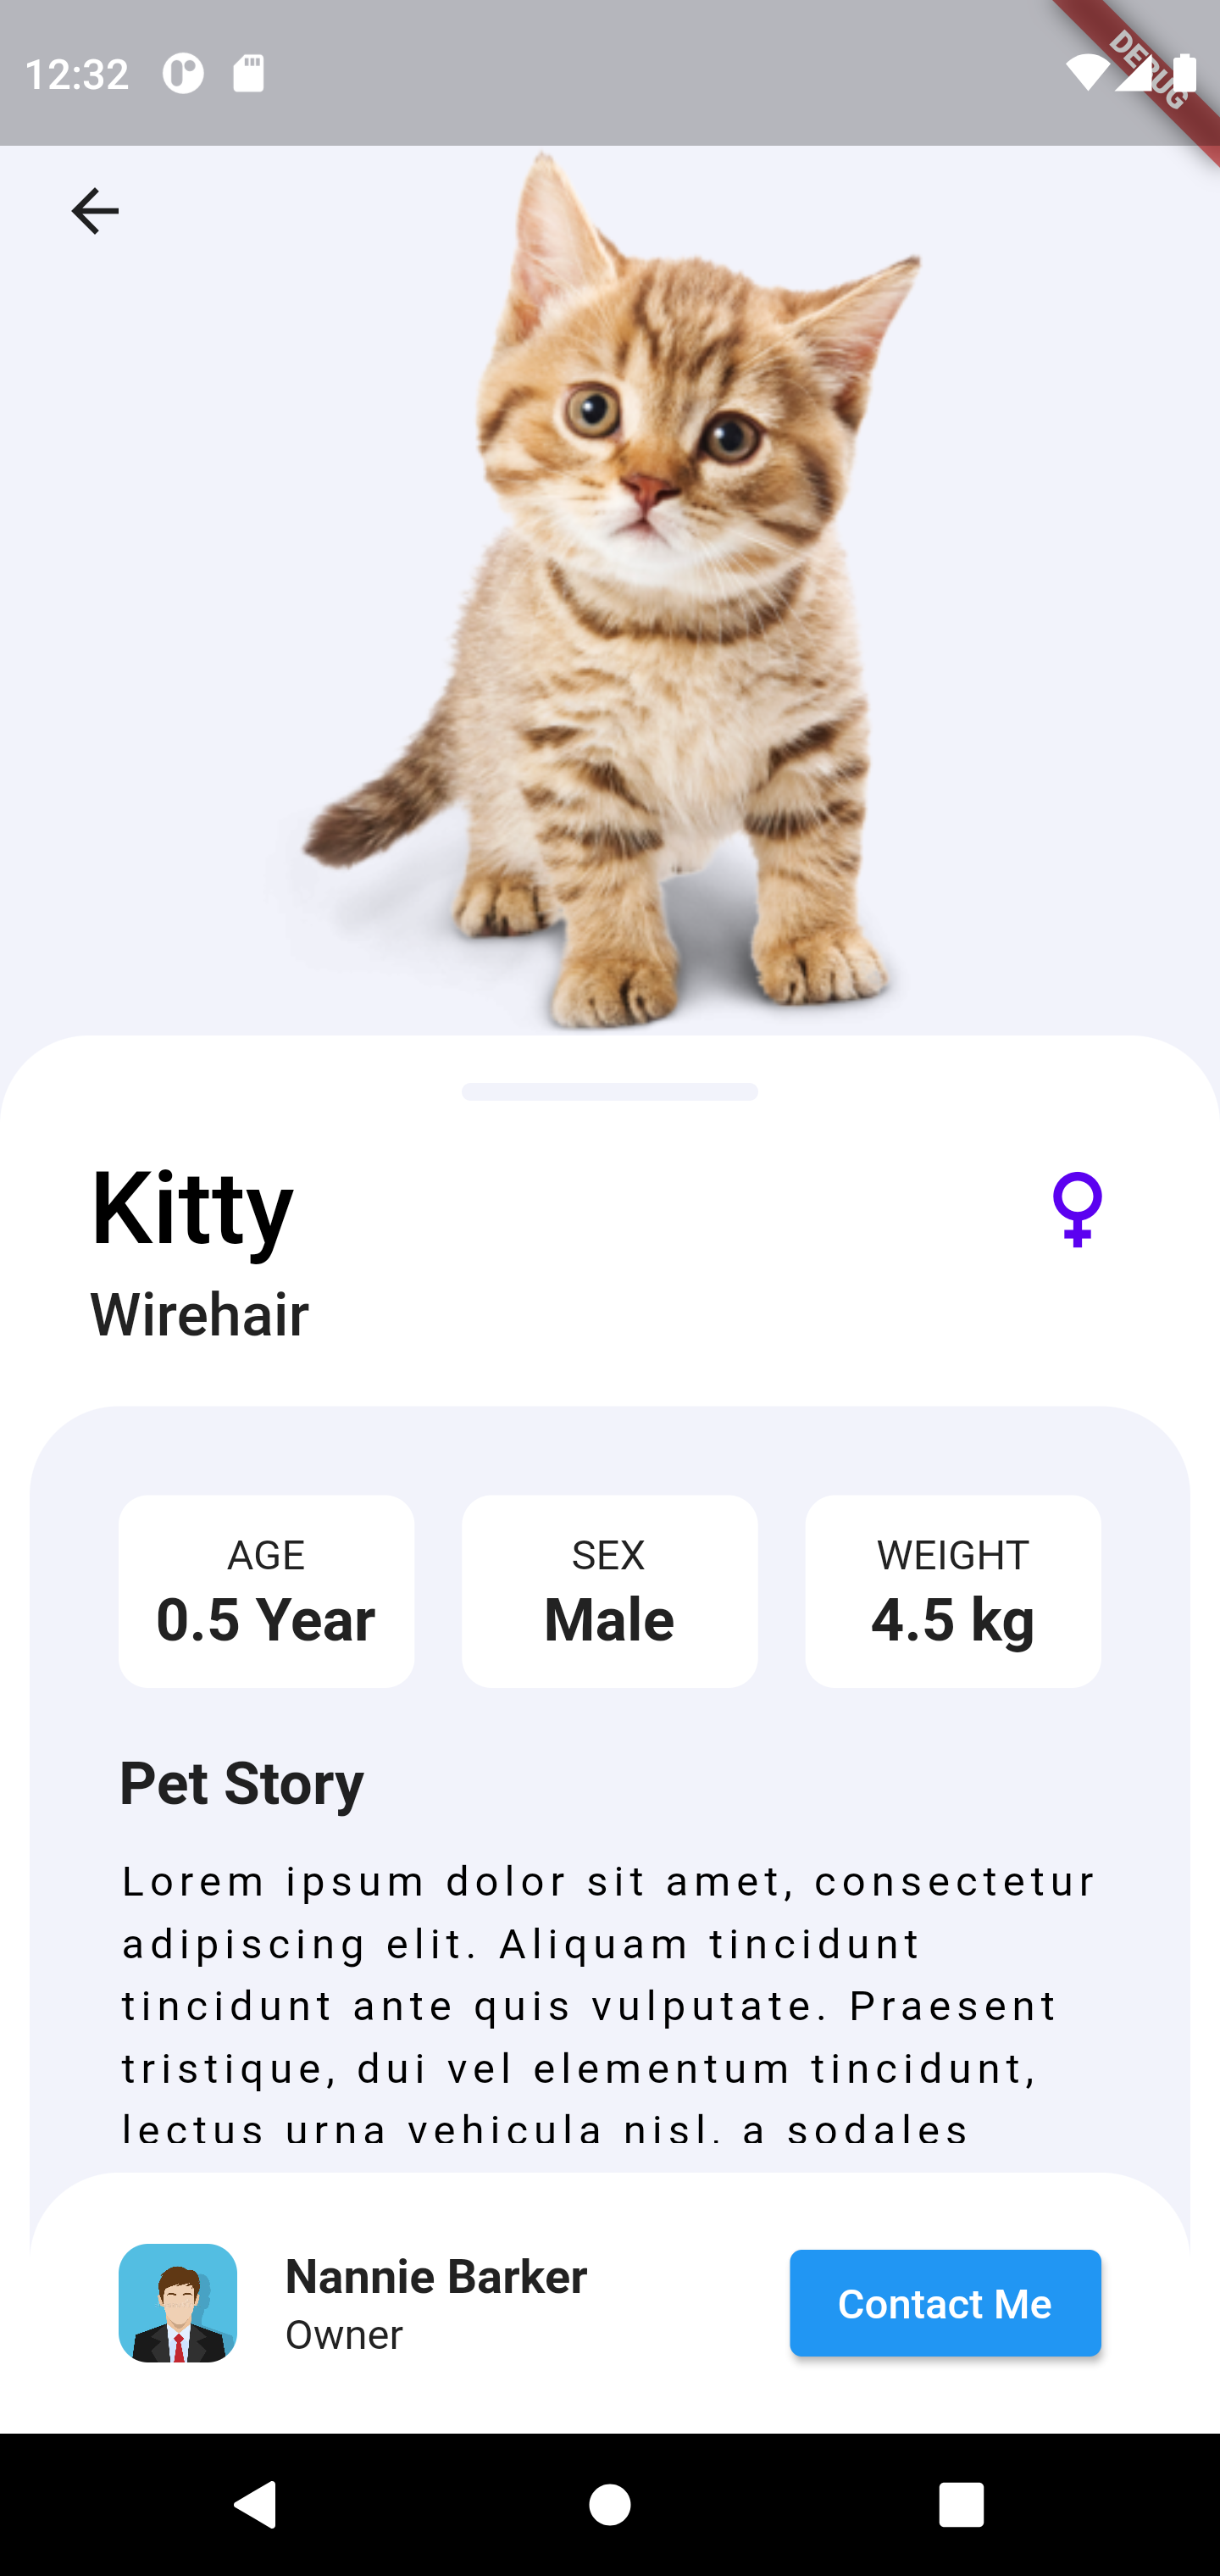 12:32
DEBUG
Kitty
Wirehair
AGE
0.5 Year
SEX
Male
WEIGHT
4.5 kg
Pet Story
Lorem ipsum dolor sit amet, consectetur
adipiscing elit. Aliquam tincidunt
tincidunt ante quis vulputate. Praesent
tristique, dui vel elementum tincidunt,
lectus urna vehicula nisl, a sodales
Nannie Barker
Owner
Contact Me